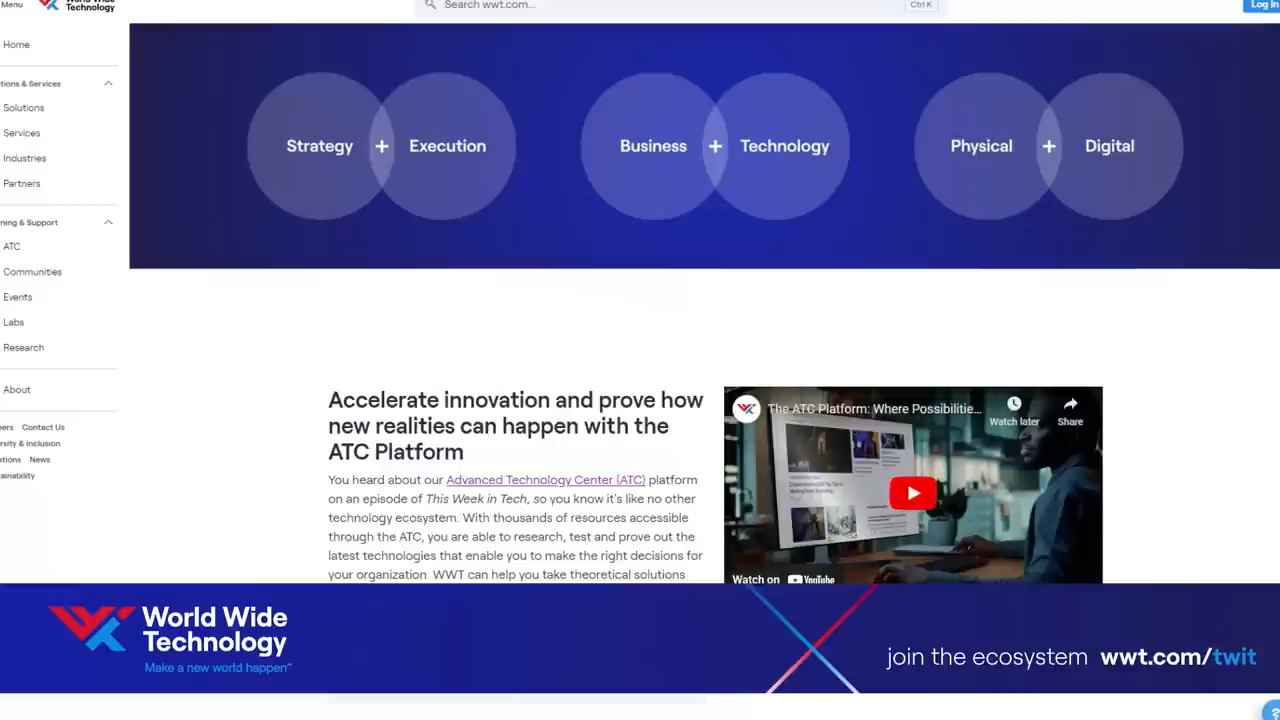 Menu
World Wide
Technology
Search wwt.com...
Ctrl K
Log In
Home
tions & Services
Solutions
Services
Industries
Partners
ning & Support
ATC
Communities
Events
Labs
Research
About
ers Contact Us
rsity & Inclusion
ations News
ainability
Strategy + Execution
Business + Technology
Physical + Digital
Accelerate innovation and prove how
new realities can happen with the
ATC Platform
You heard about our Advanced Technology Center (ATC) platform
on an episode of This Week in Tech, so you know it's like no other
technology ecosystem. With thousands of resources accessible
through the ATC, you are able to research, test and prove out the
latest technologies that enable you to make the right decisions for
your organization. WWT can help you take theoretical solutions
The ATC Platform: Where Possibilitie...
Watch later
Share
Watch on YouTube
World Wide
Technology
Make a new world happen
join the ecosystem wwt.com/twit
?